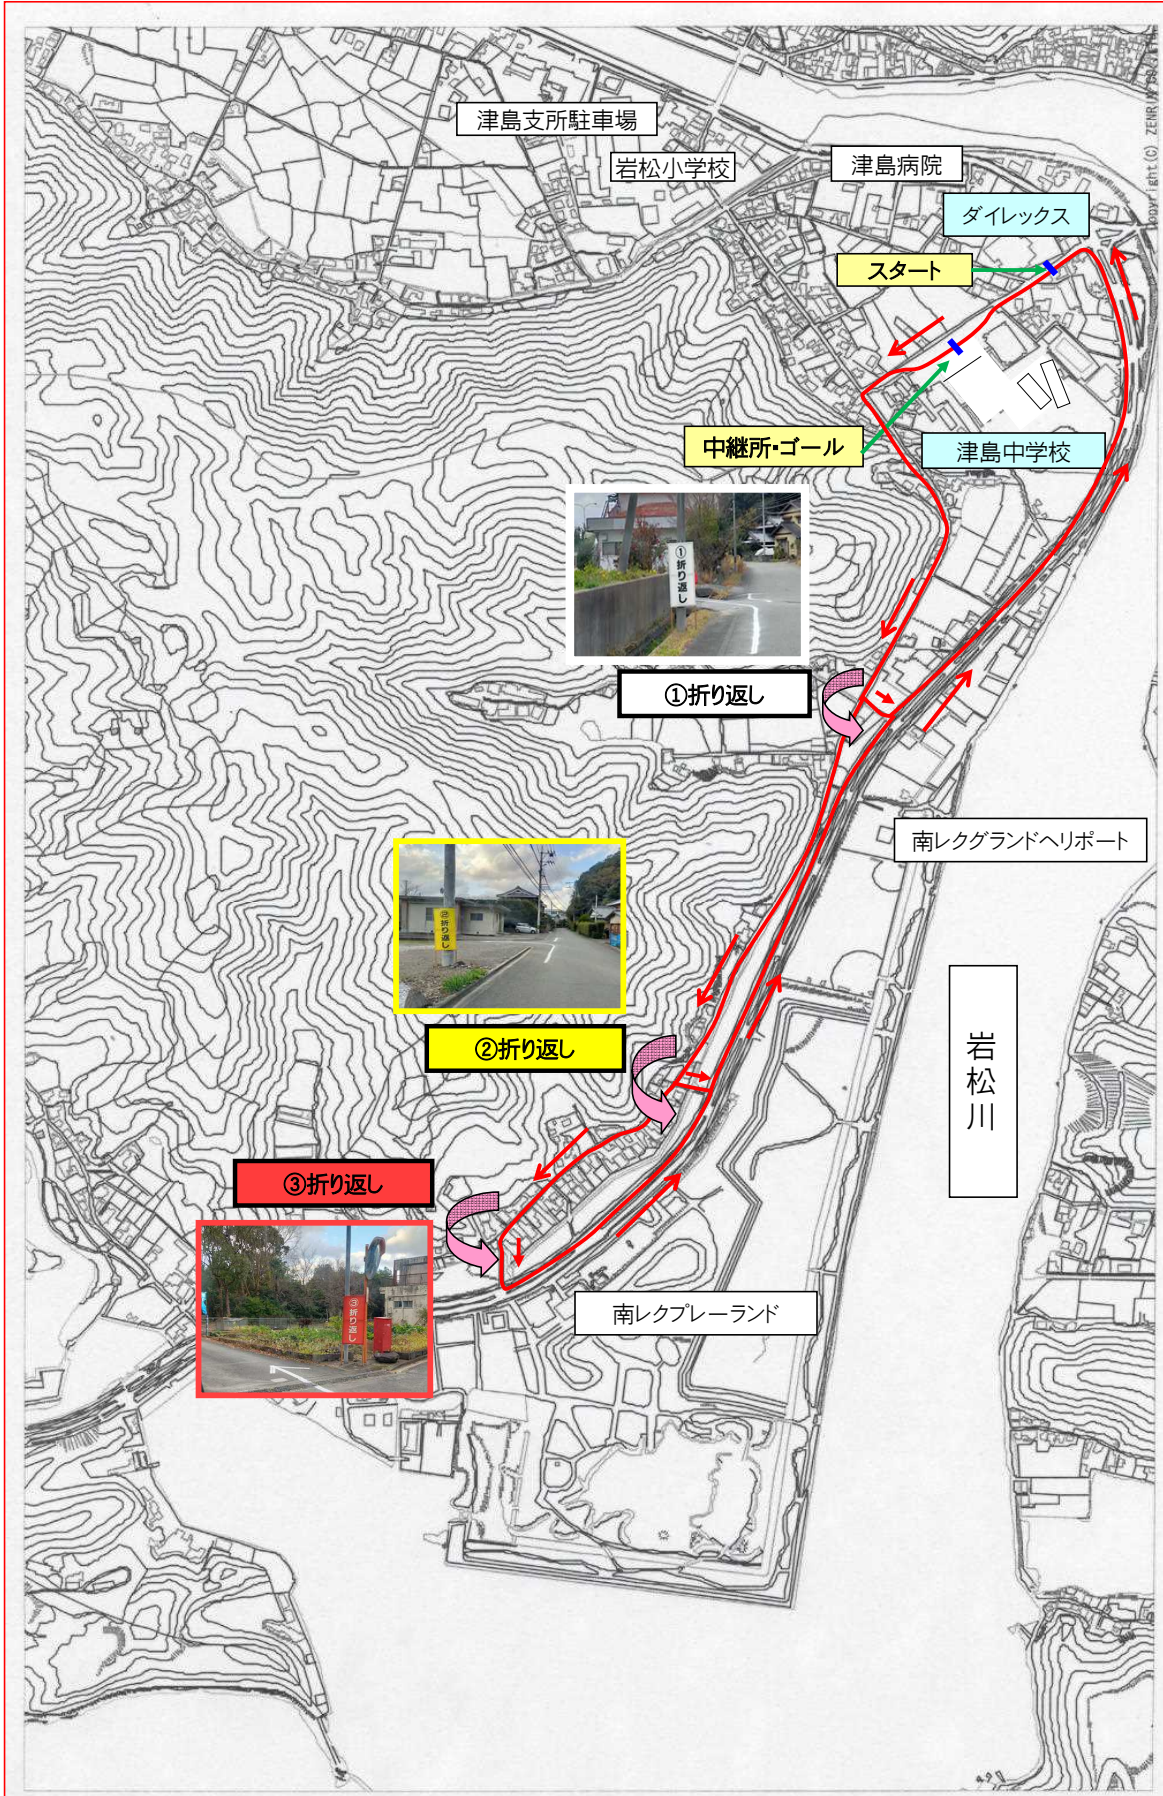 津島支所駐車場
岩松小学校
津島病院
Copyright(C) ZENRIN
ダイレックス
スタート
中継所・ゴール
津島中学校
①折り返し
①折り返し
南レクグランドヘリポート
②折り返し
②折り返し
岩松川
③折り返し
③折り返し
南レクプレーランド